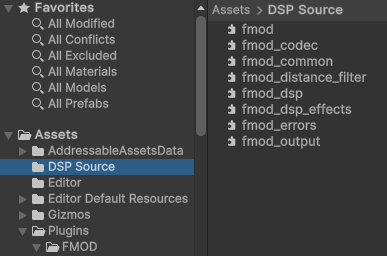 Favorites
All Modified
All Conflicts
All Excluded
All Materials
All Models
All Prefabs
Assets
AddressableAssetsData
DSP Source
Editor
Editor Default Resources
Gizmos
Plugins
FMOD
Assets > DSP Source
fmod
fmod_codec
fmod_common
fmod_distance_filter
fmod_dsp
fmod_dsp_effects
fmod_errors
fmod_output